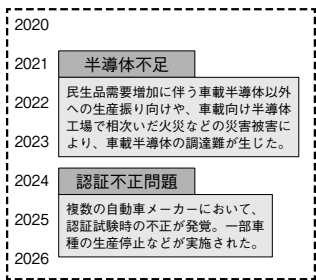 2020
2021
半導体不足
民生品需要増加に伴う車載半導体以外
への生産振り向けや、車載向け半導体
2022
工場で相次いだ火災などの災害被害に
2023
より、車載半導体の調達難が生じた。
2024
認証不正問題
複数の自動車メーカーにおいて、
2025
認証試験時の不正が発覚。一部車
種の生産停止などが実施された。
2026